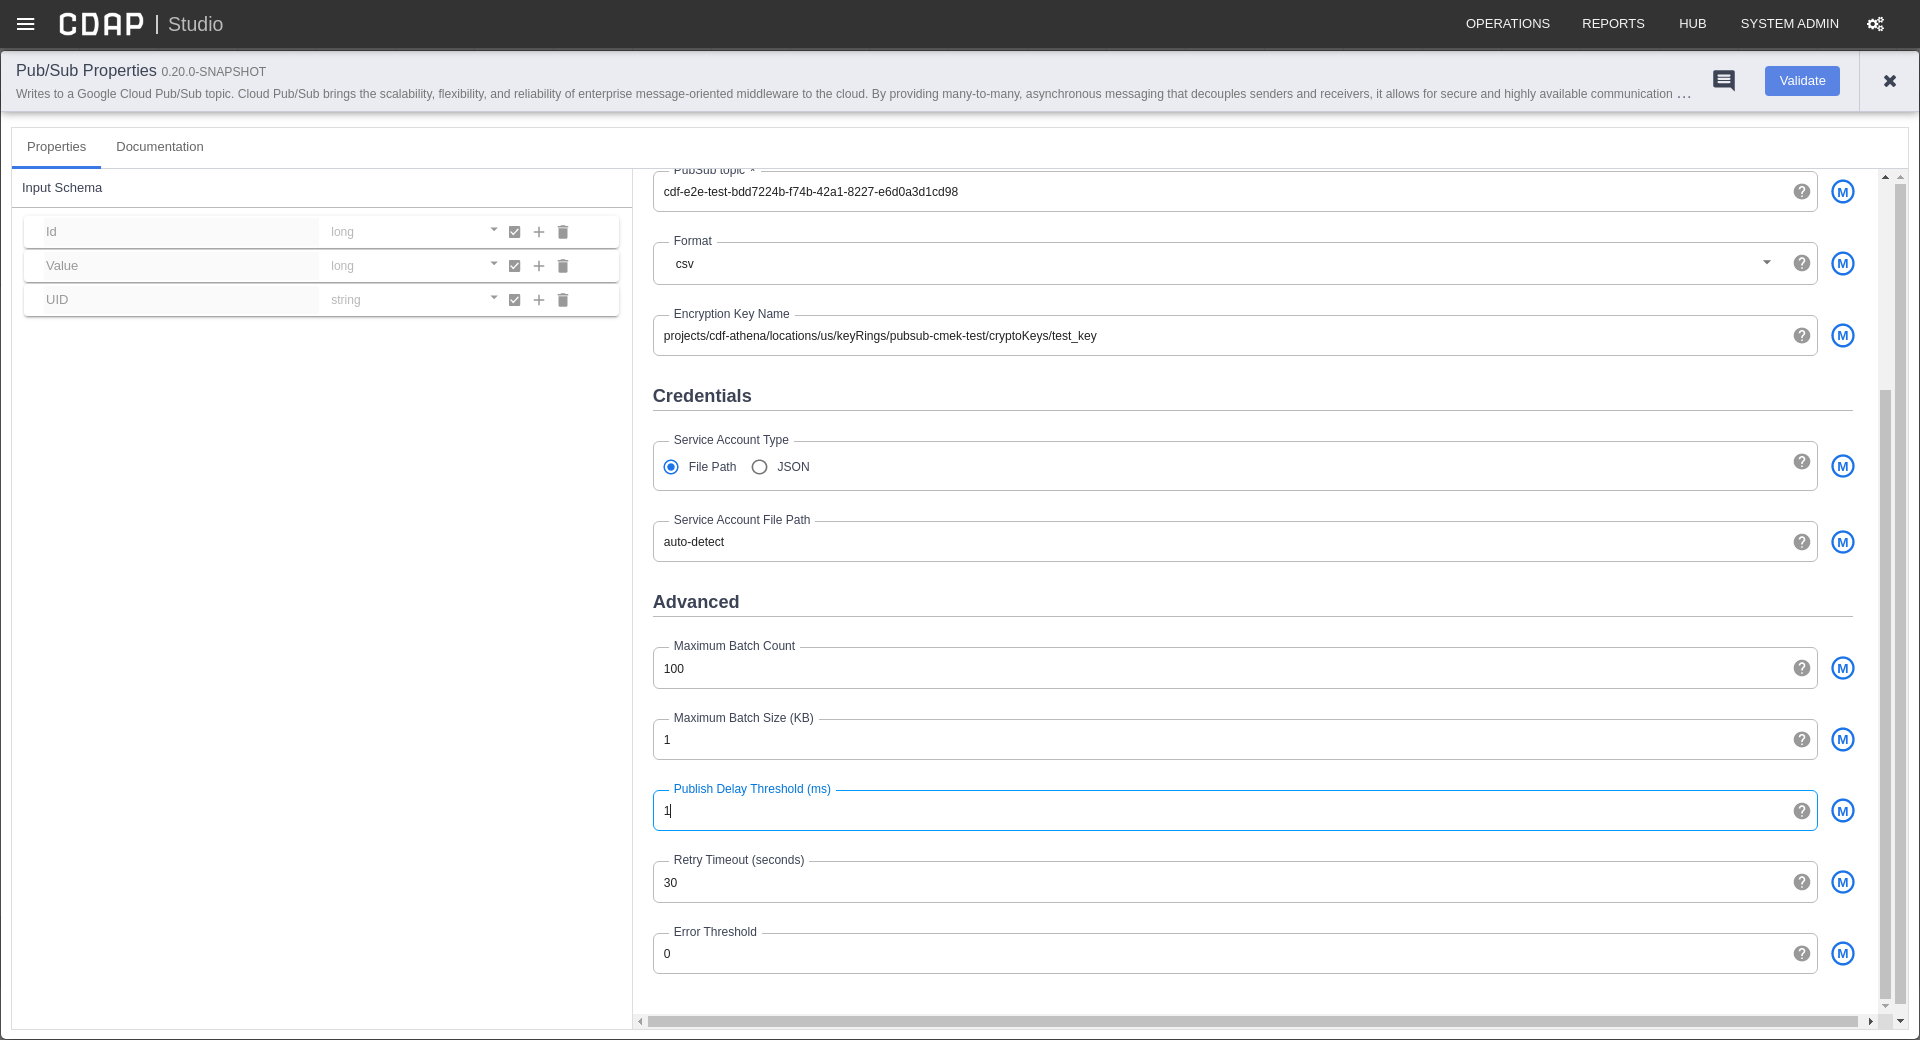 CDAP | Studio
OPERATIONS REPORTS HUB SYSTEM ADMIN
Pub/Sub Properties 0.20.0-SNAPSHOT
Writes to a Google Cloud Pub/Sub topic. Cloud Pub/Sub brings the scalability, flexibility, and reliability of enterprise message-oriented middleware to the cloud. By providing many-to-many, asynchronous messaging that decouples senders and receivers, it allows for secure and highly available communication ...
Validate
Properties Documentation
Input Schema
Id long
Value long
UID string
PubSub topic *
cdf-e2e-test-bdd7224b-f74b-42a1-8227-e6d0a3d1cd98 ? M
Format
csv ? M
Encryption Key Name
projects/cdf-athena/locations/us/keyRings/pubsub-cmek-test/cryptoKeys/test_key ? M
Credentials
Service Account Type
File Path JSON ? M
Service Account File Path
auto-detect ? M
Advanced
Maximum Batch Count
100 ? M
Maximum Batch Size (KB)
1 ? M
Publish Delay Threshold (ms)
1 ? M
Retry Timeout (seconds)
30 ? M
Error Threshold
0 ? M